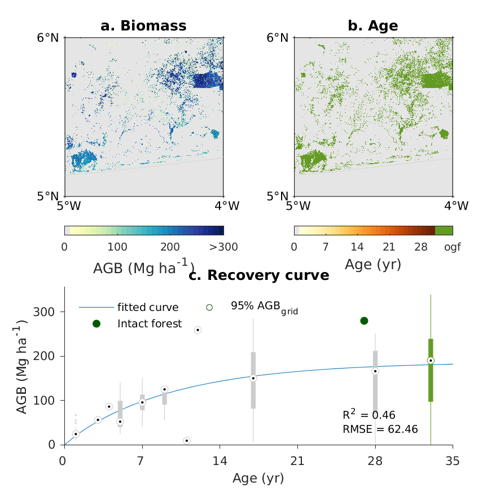 a. Biomass
b. Age
6°N
6°N
5°N
5°N
5°W
4°W
5°W
4°W
0
100
200
>300
0
7
14
21
28
ogf
AGB (Mg ha⁻¹)
Age (yr)
c. Recovery curve
AGB (Mg ha⁻¹)
300
200
100
0
fitted curve
95% AGB_grid
Intact forest
R² = 0.46
RMSE = 62.46
0
7
14
21
28
35
Age (yr)